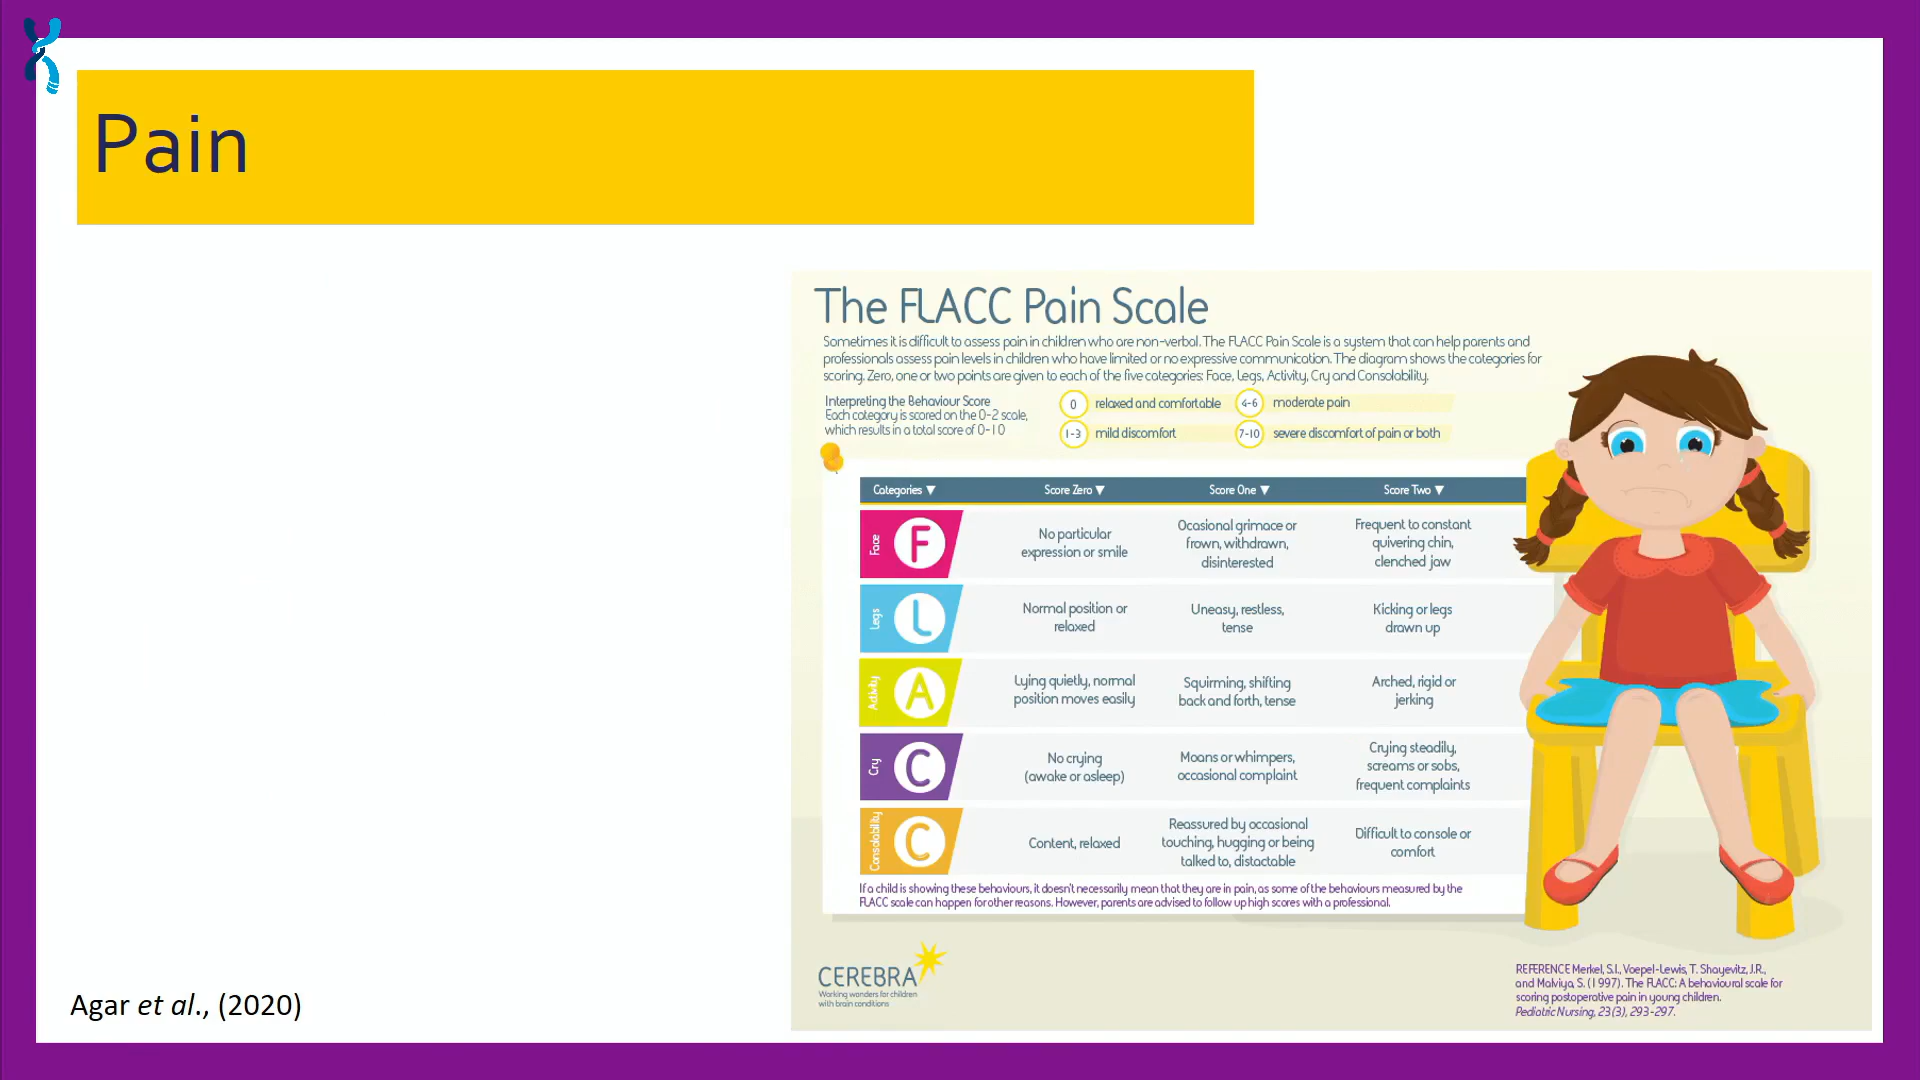 Pain
The FLACC Pain Scale
Sometimes it is difficult to assess pain in children who are non-verbal. The FLACC Pain Scale is a system that can help parents and
professionals assess pain levels in children who have limited or no expressive communication. The diagram shows the categories for
scoring. Zero, one or two points are given to each of the five categories: Face, Legs, Activity, Cry and Consolability.
Interpreting the Behaviour Score
Each category is scored on the 0-2 scale,
which results in a total score of 0-10
0 relaxed and comfortable
4-6 moderate pain
1-3 mild discomfort
7-10 severe discomfort of pain or both
Categories ▼ Score Zero ▼ Score One ▼ Score Two ▼
Face
F
No particular
expression or smile
Ocasional grimace or
frown, withdrawn,
disinterested
Frequent to constant
quivering chin,
clenched jaw
Legs
L
Normal position or
relaxed
Uneasy, restless,
tense
Kicking or legs
drawn up
Activity
A
Lying quietly, normal
position moves easily
Squirming, shifting
back and forth, tense
Arched, rigid or
jerking
Cry
C
No crying
(awake or asleep)
Moans or whimpers,
occasional complaint
Crying steadily,
screams or sobs,
frequent complaints
Consolability
C
Content, relaxed
Reassured by occasional
touching, hugging or being
talked to, distactable
Difficult to console or
comfort
If a child is showing these behaviours, it doesn't necessarily mean that they are in pain, as some of the behaviours measured by the
FLACC scale can happen for other reasons. However, parents are advised to follow up high scores with a professional.
CEREBRA
Working wonders for children
with brain conditions
REFERENCE Merkel, S.I., Voepel-Lewis, T. Shayevitz, J.R.,
and Malviya, S. (1997). The FLACC: A behavioural scale for
scoring postoperative pain in young children.
Pediatric Nursing, 23(3), 293-297.
Agar et al., (2020)